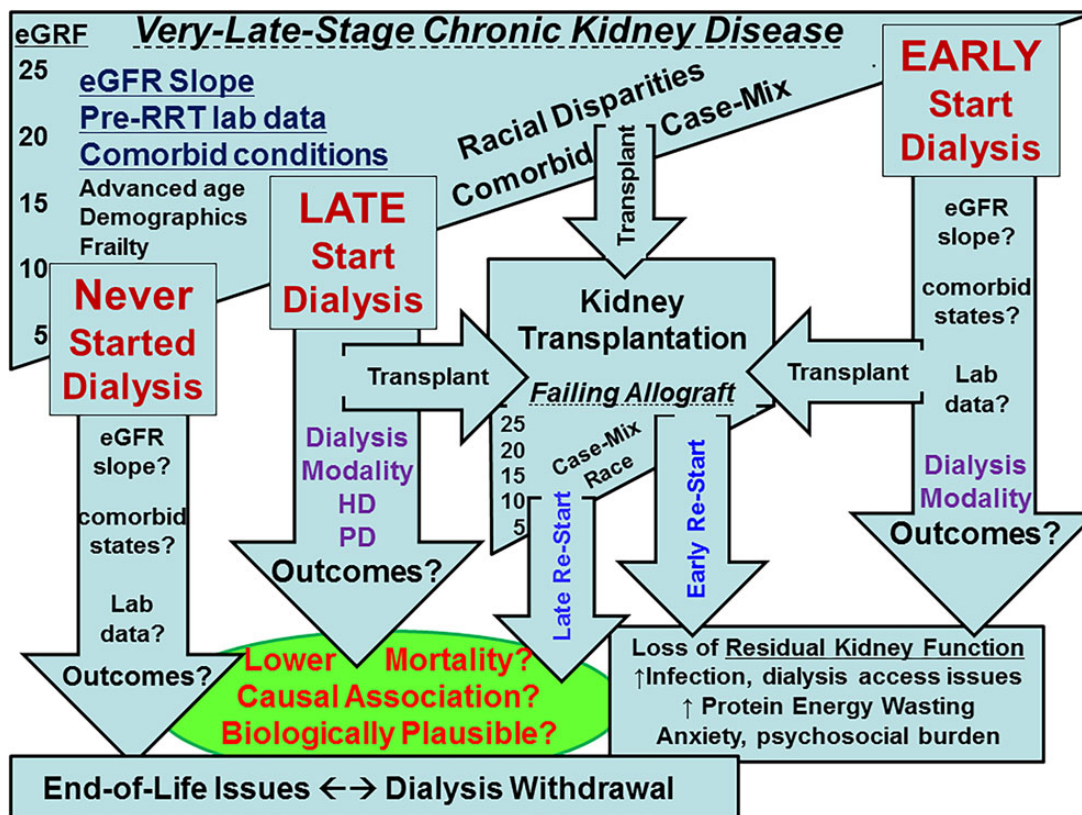 eGRF
Very-Late-Stage Chronic Kidney Disease
25
20
15
10
5
eGFR Slope
Pre-RRT lab data
Comorbid conditions
Advanced age
Demographics
Frailty
Racial Disparities
Comorbid Case-Mix
Never
Started
Dialysis
eGFR
slope?
comorbid
states?
Lab
data?
Outcomes?
LATE
Start
Dialysis
Transplant
Dialysis
Modality
HD
PD
Outcomes?
Transplant
Kidney
Transplantation
Failing Allograft
25
20
15
10
5
Case-Mix
Race
Late Re-Start
Early Re-Start
EARLY
Start
Dialysis
eGFR
slope?
comorbid
states?
Transplant
Lab
data?
Dialysis
Modality
Outcomes?
Lower Mortality?
Causal Association?
Biologically Plausible?
Loss of Residual Kidney Function
↑Infection, dialysis access issues
↑ Protein Energy Wasting
Anxiety, psychosocial burden
End-of-Life Issues ←→ Dialysis Withdrawal